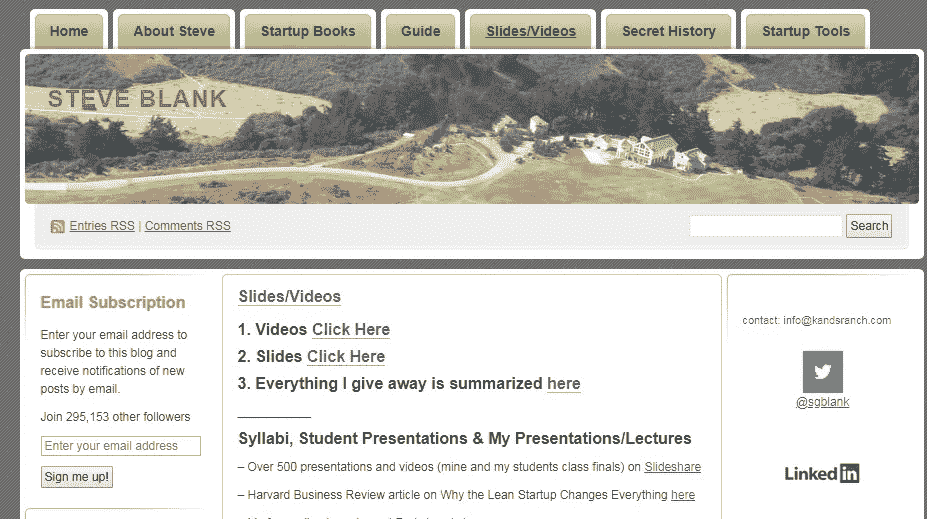 Home About Steve Startup Books Guide Slides/Videos Secret History Startup Tools
STEVE BLANK
Entries RSS | Comments RSS
Search
Email Subscription
Enter your email address to
subscribe to this blog and
receive notifications of new
posts by email.
Join 295,153 other followers
Enter your email address
Sign me up!
Slides/Videos
1. Videos Click Here
2. Slides Click Here
3. Everything I give away is summarized here
Syllabi, Student Presentations & My Presentations/Lectures
– Over 500 presentations and videos (mine and my students class finals) on Slideshare
– Harvard Business Review article on Why the Lean Startup Changes Everything here
contact: info@kandsranch.com
@sgblank
Linked in